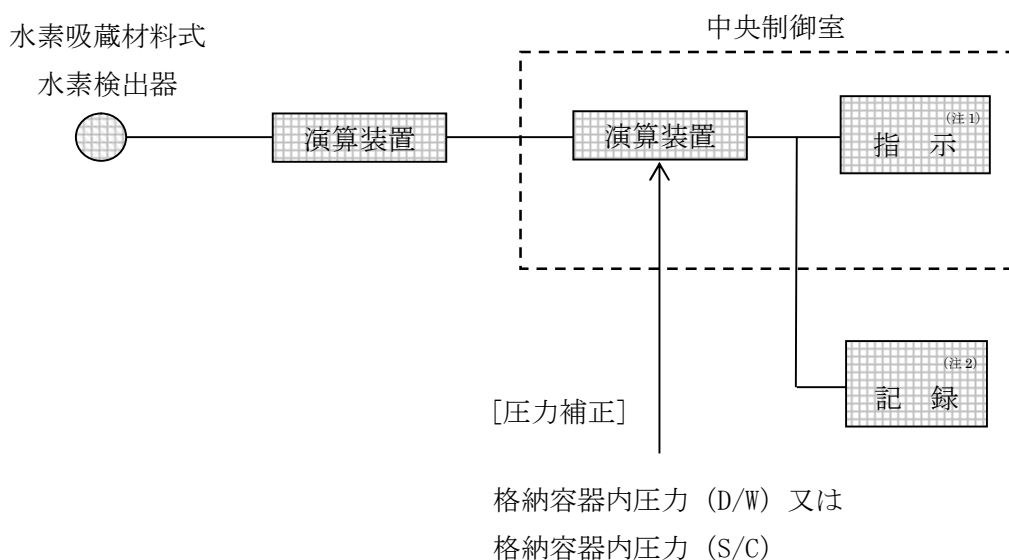 水素吸蔵材料式
水素検出器
中央制御室
演算装置
演算装置
(注1)
指 示
(注2)
記 録
[圧力補正]
格納容器内圧力 (D/W) 又は
格納容器内圧力 (S/C)